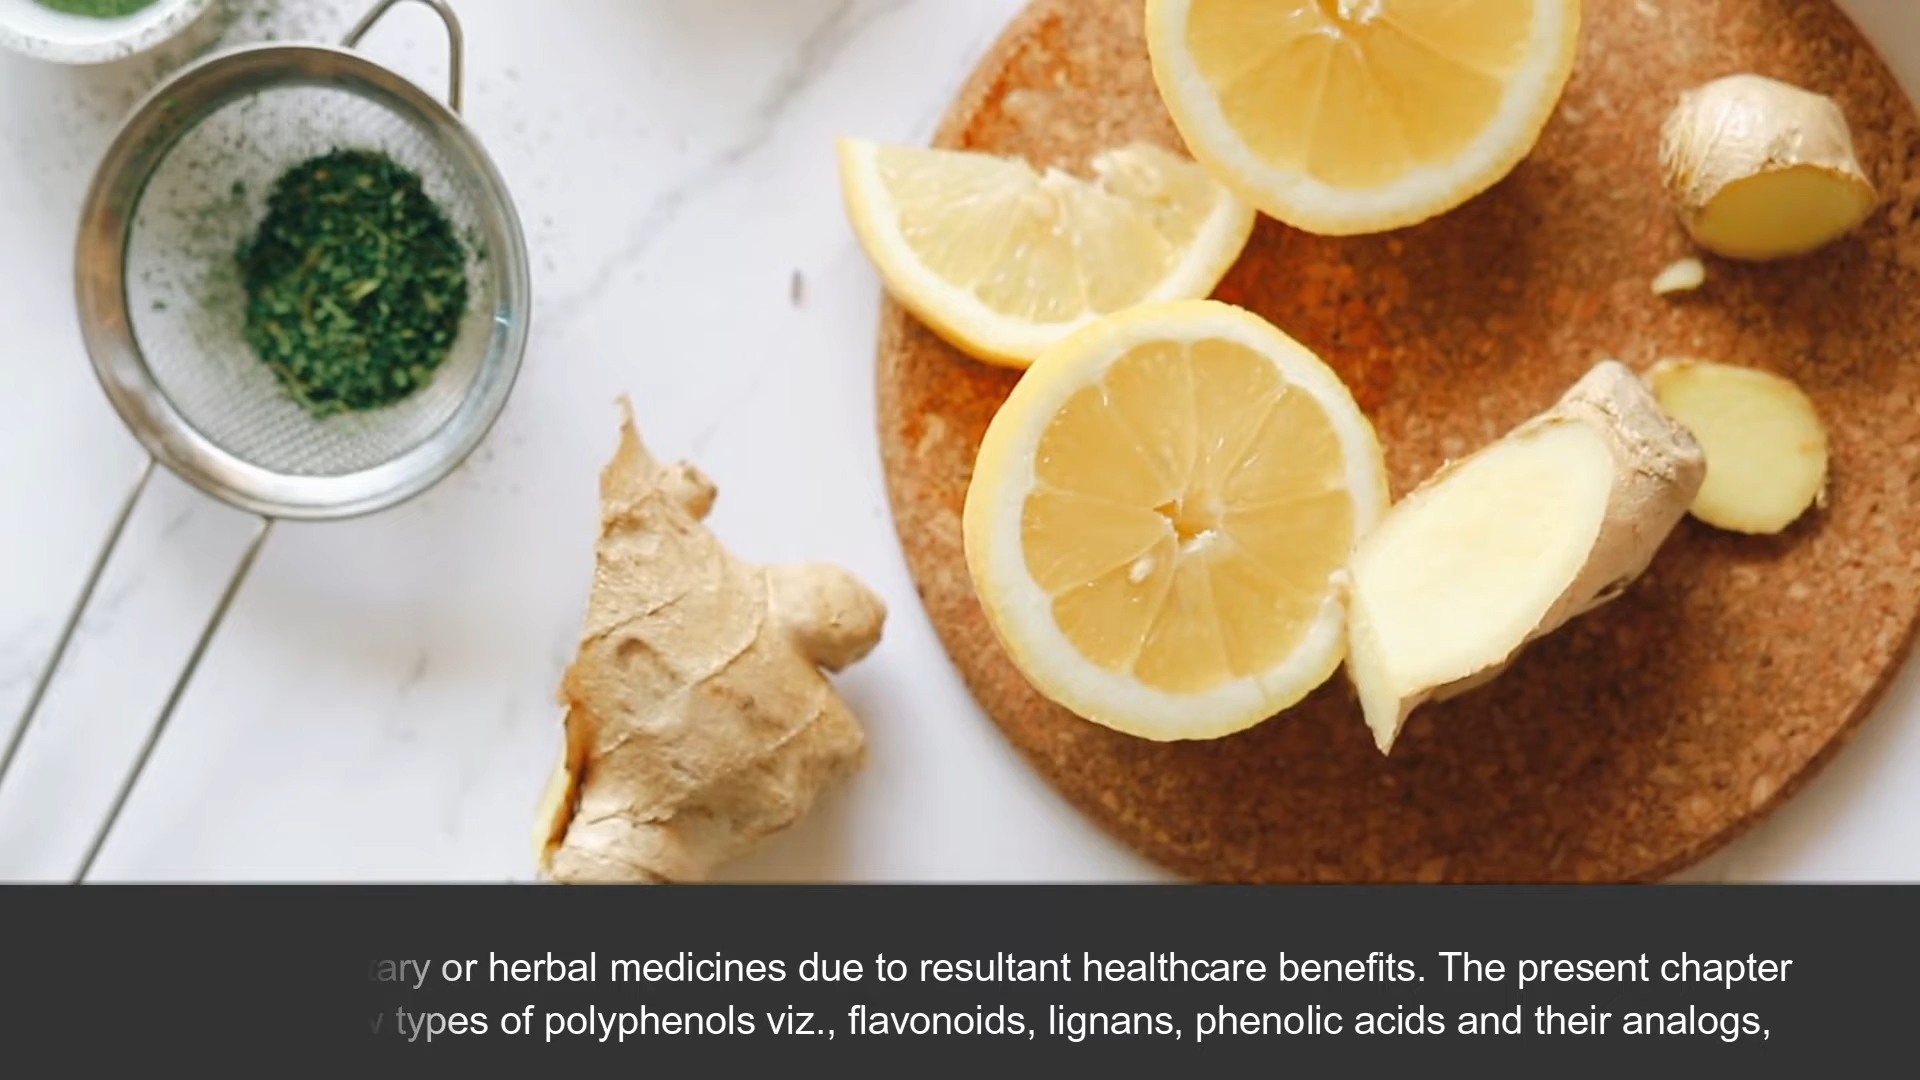 or herbal medicines due to resultant healthcare benefits. The present chapter
types of polyphenols viz., flavonoids, lignans, phenolic acids and their analogs,